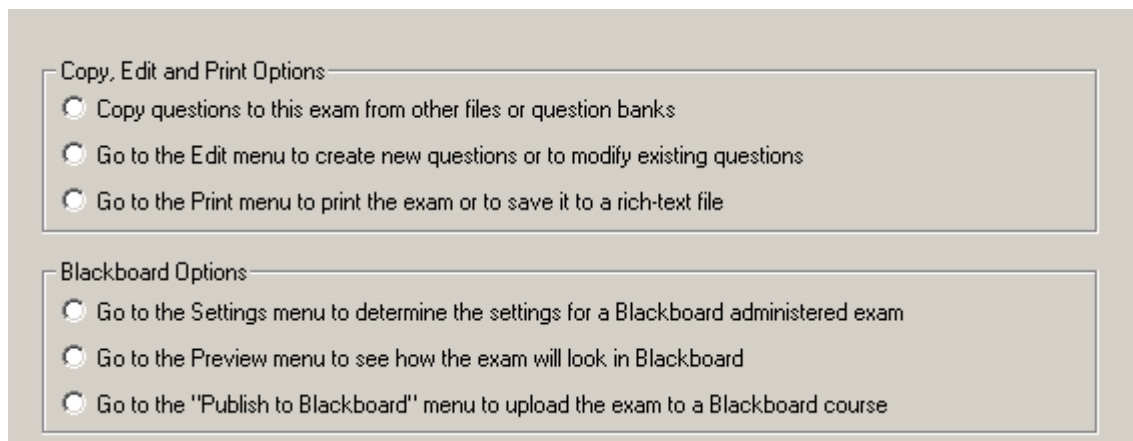 Copy, Edit and Print Options
Copy questions to this exam from other files or question banks
Go to the Edit menu to create new questions or to modify existing questions
Go to the Print menu to print the exam or to save it to a rich-text file
Blackboard Options
Go to the Settings menu to determine the settings for a Blackboard administered exam
Go to the Preview menu to see how the exam will look in Blackboard
Go to the "Publish to Blackboard" menu to upload the exam to a Blackboard course